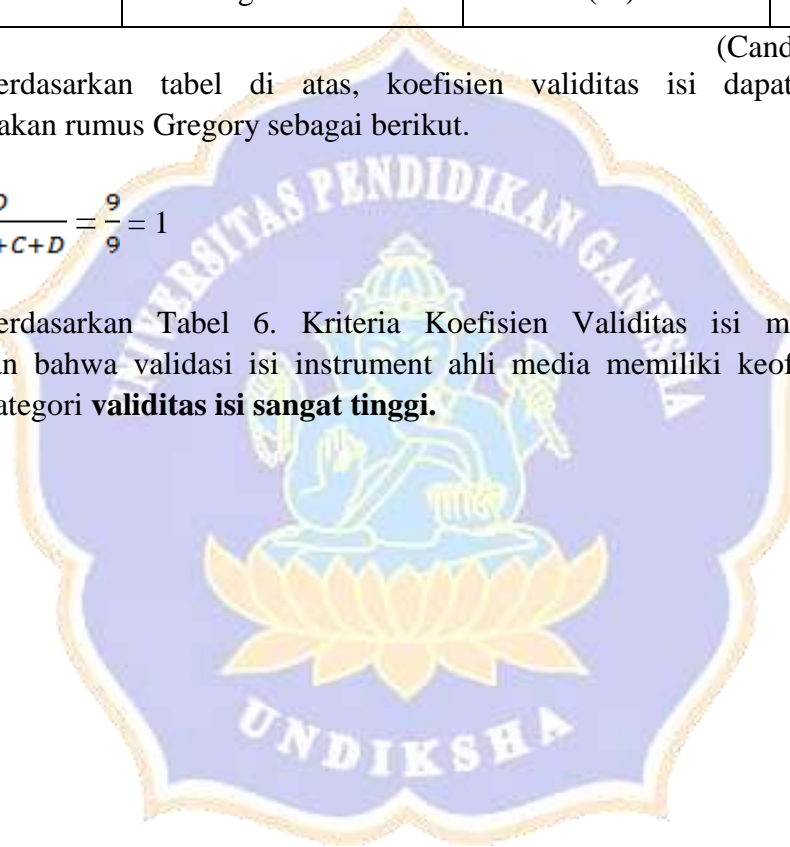 (Cand
erdasarkan tabel di atas, koefisien validitas isi dapat
akan rumus Gregory sebagai berikut.
+C+D = 9/9 = 1
erdasarkan Tabel 6. Kriteria Koefisien Validitas isi m
an bahwa validasi isi instrument ahli media memiliki keof
ategori validitas isi sangat tinggi.
UNIVERSITAS PENDIDIKAN GANESHA
UNDIKSHA